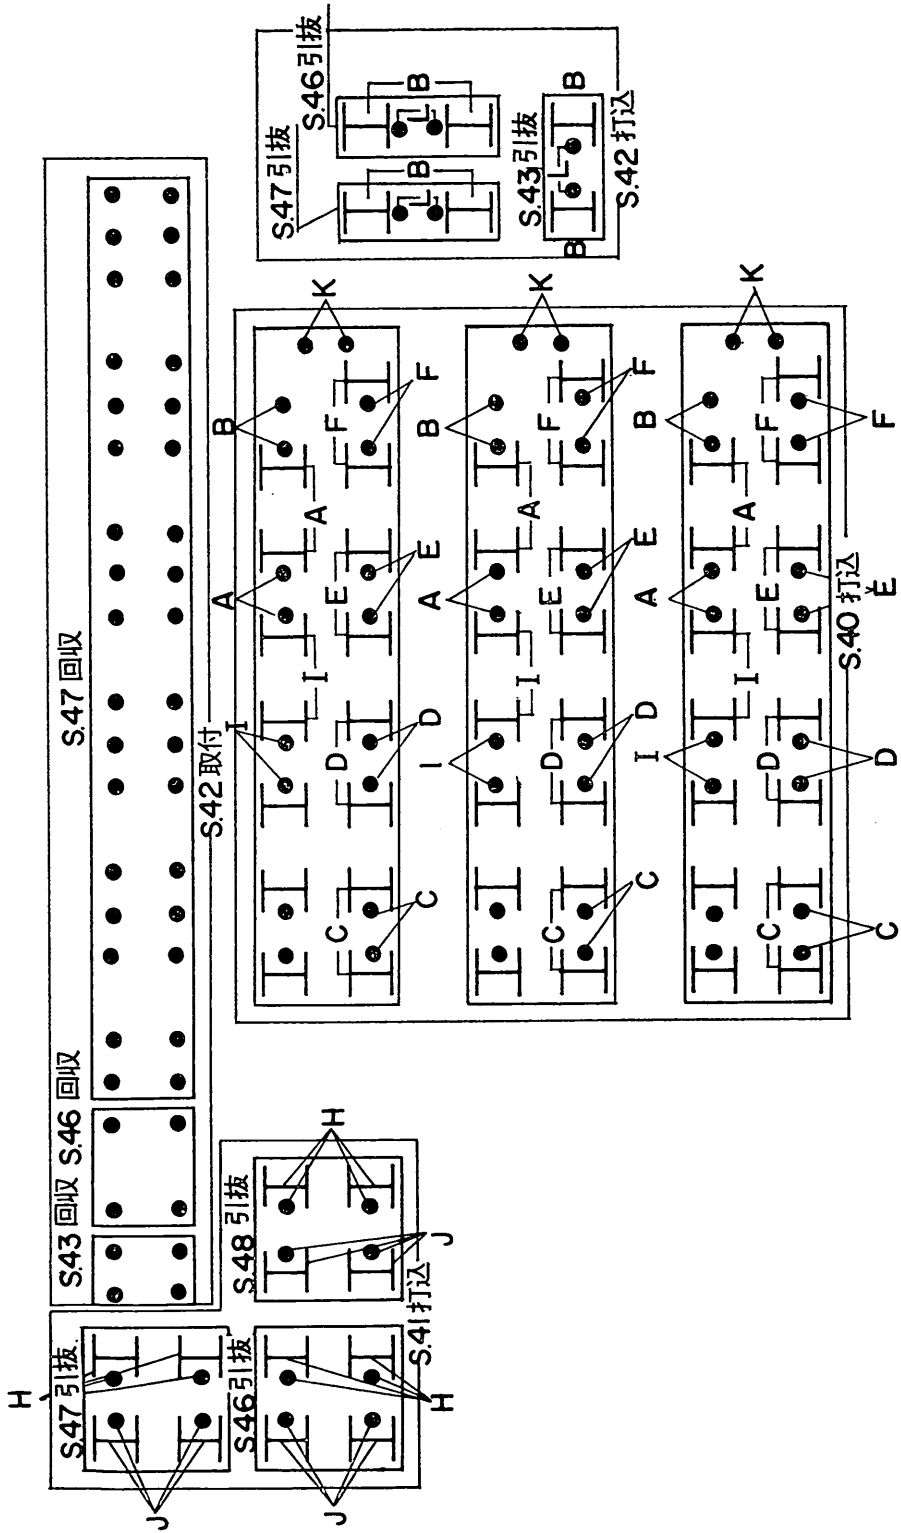 H
S.47引抜 S.43回収 S.46回収 S.47回収
J
S.42取付
I A B
S.46引抜 S.48引抜
S.47引抜
S.46引抜
I A
J H C D E F K
B B
L L
S.41打込
C D E F
H J
I A B
S.43引抜
I A
K
C D E F
L
B B
S.42打込
C D E F
I A B
I A
C D E F
K
S.40打込
C D E F